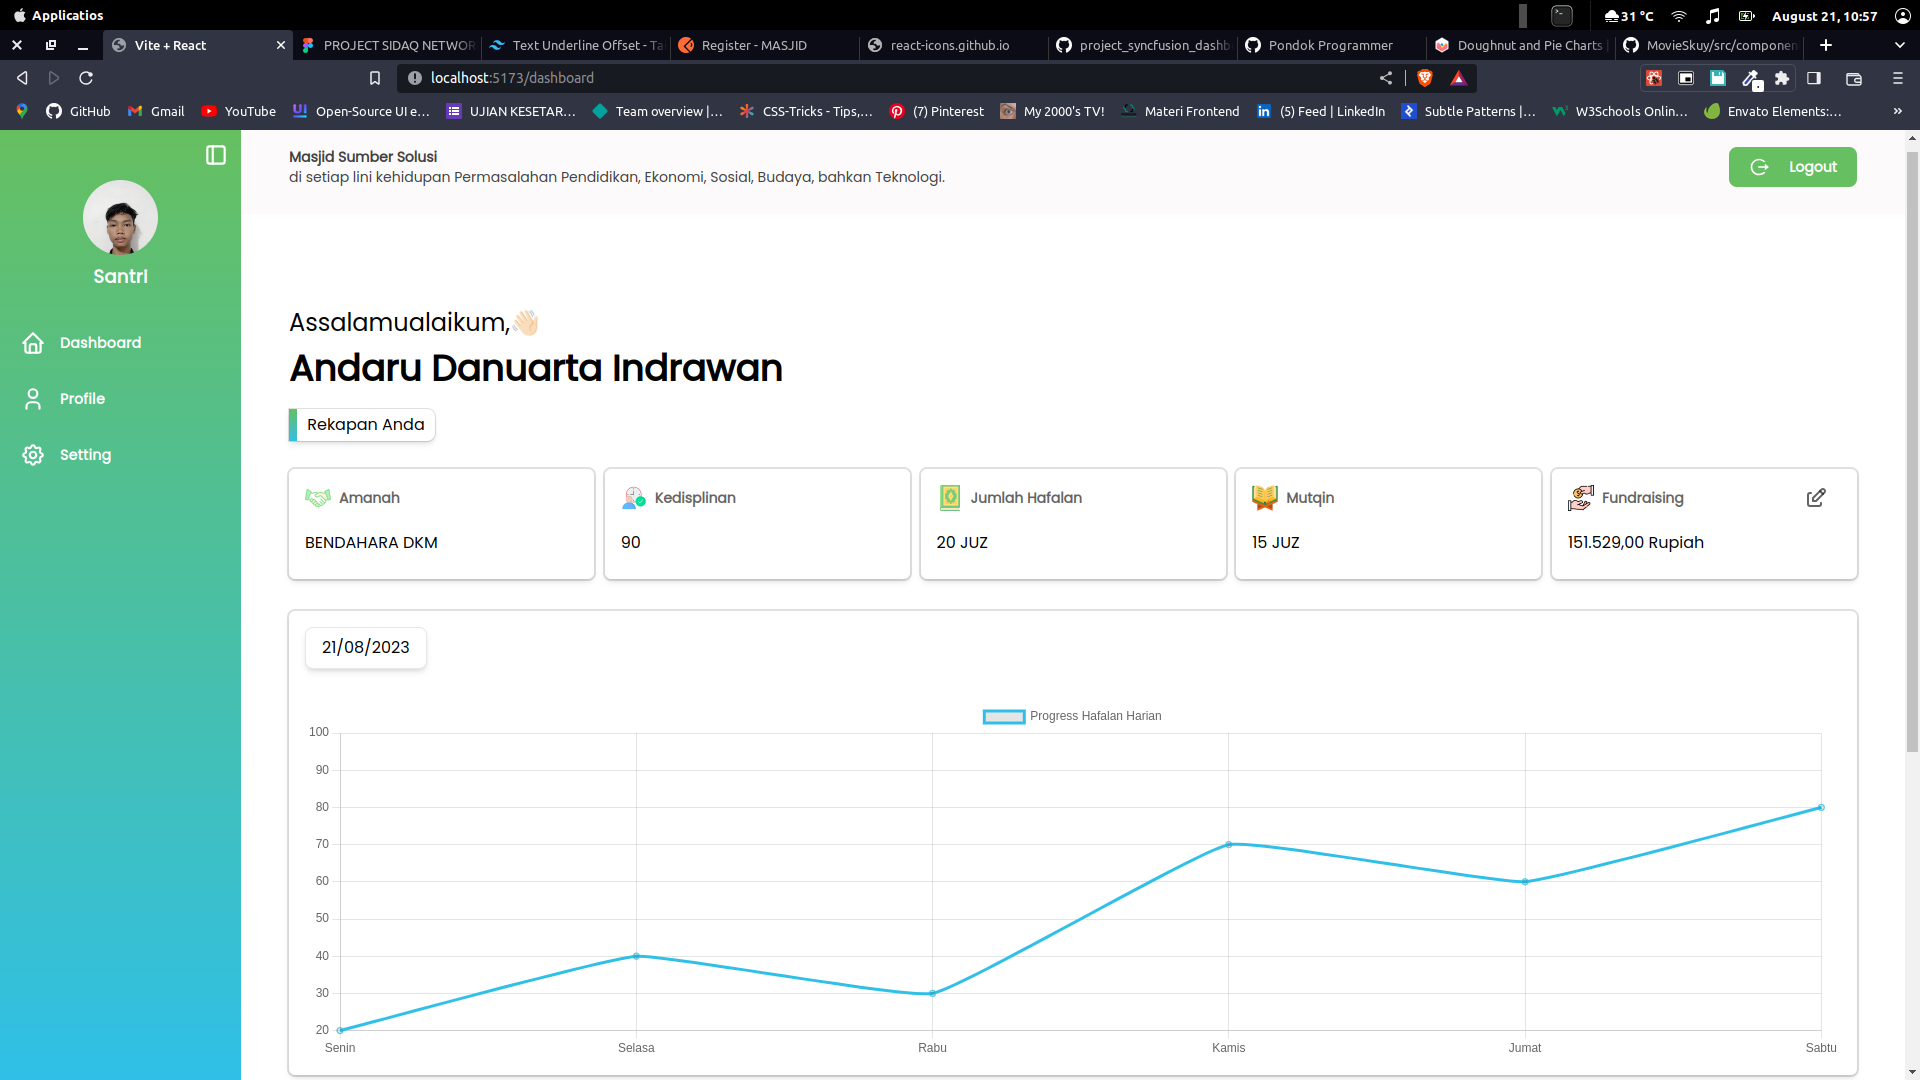 Applicatios
31 °C
August 21, 10:57
Vite + React
PROJECT SIDAQ NETWOR
Text Underline Offset - Ta
Register - MASJID
react-icons.github.io
project_syncfusion_dashb
Pondok Programmer
Doughnut and Pie Charts
MovieSkuy/src/componen
localhost:5173/dashboard
GitHub
Gmail
YouTube
Open-Source UI e...
UJIAN KESETAR...
Team overview |...
CSS-Tricks - Tips,...
(7) Pinterest
My 2000's TV!
Materi Frontend
(5) Feed | LinkedIn
Subtle Patterns |...
W3Schools Onlin...
Envato Elements:...
Masjid Sumber Solusi
di setiap lini kehidupan Permasalahan Pendidikan, Ekonomi, Sosial, Budaya, bahkan Teknologi.
Logout
Santri
Dashboard
Profile
Setting
Assalamualaikum,👋🏻
Andaru Danuarta Indrawan
Rekapan Anda
Amanah
BENDAHARA DKM
Kedisplinan
90
Jumlah Hafalan
20 JUZ
Mutqin
15 JUZ
Fundraising
151.529,00 Rupiah
21/08/2023
Progress Hafalan Harian
100
90
80
70
60
50
40
30
20
Senin
Selasa
Rabu
Kamis
Jumat
Sabtu